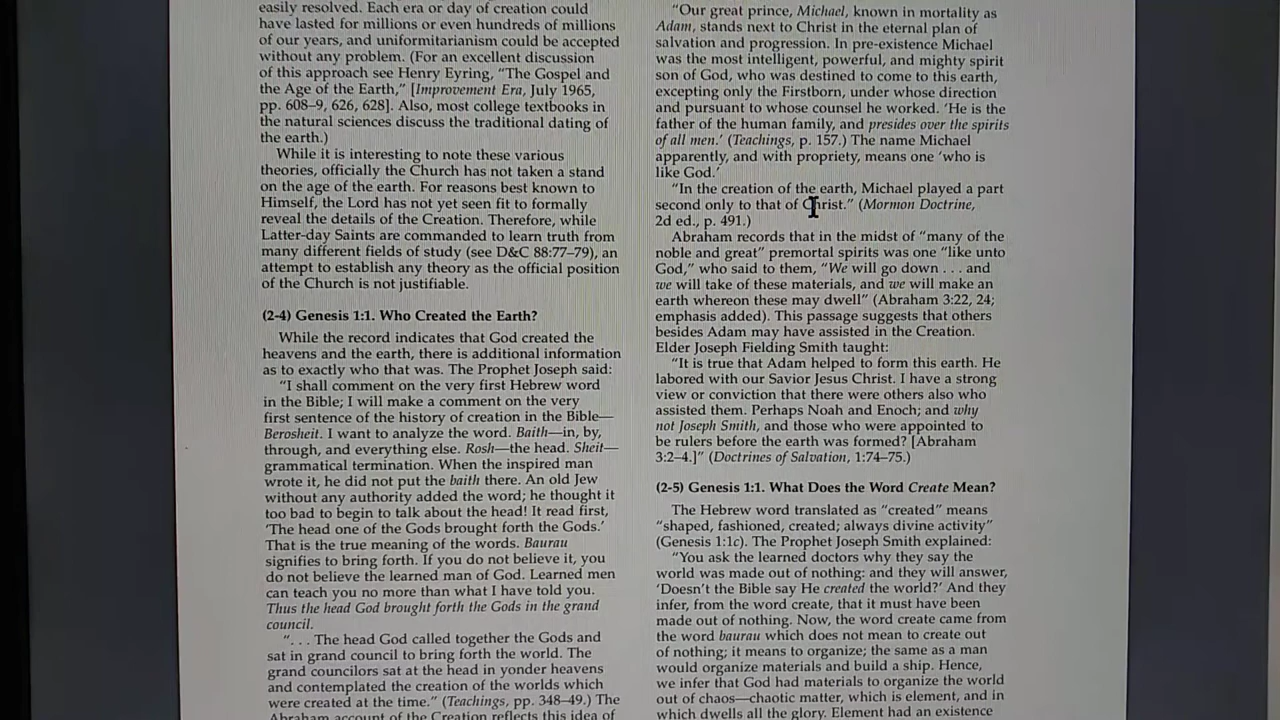 easily resolved. Each era or day of creation could
have lasted for millions or even hundreds of millions
of our years, and uniformitarianism could be accepted
without any problem. (For an excellent discussion
of this approach see Henry Eyring, “The Gospel and
the Age of the Earth,” [Improvement Era, July 1965,
pp. 608–9, 626, 628]. Also, most college textbooks in
the natural sciences discuss the traditional dating of
the earth.)
While it is interesting to note these various
theories, officially the Church has not taken a stand
on the age of the earth. For reasons best known to
Himself, the Lord has not yet seen fit to formally
reveal the details of the Creation. Therefore, while
Latter-day Saints are commanded to learn truth from
many different fields of study (see D&C 88:77–79), an
attempt to establish any theory as the official position
of the Church is not justifiable.
(2-4) Genesis 1:1. Who Created the Earth?
While the record indicates that God created the
heavens and the earth, there is additional information
as to exactly who that was. The Prophet Joseph said:
“I shall comment on the very first Hebrew word
in the Bible; I will make a comment on the very
first sentence of the history of creation in the Bible—
Berosheit. I want to analyze the word. Baith—in, by,
through, and everything else. Rosh—the head. Sheit—
grammatical termination. When the inspired man
wrote it, he did not put the baith there. An old Jew
without any authority added the word; he thought it
too bad to begin to talk about the head! It read first,
‘The head one of the Gods brought forth the Gods.’
That is the true meaning of the words. Baurau
signifies to bring forth. If you do not believe it, you
do not believe the learned man of God. Learned men
can teach you no more than what I have told you.
Thus the head God brought forth the Gods in the grand
council.
“. . . The head God called together the Gods and
sat in grand council to bring forth the world. The
grand councilors sat at the head in yonder heavens
and contemplated the creation of the worlds which
were created at the time.” (Teachings, pp. 348–49.) The
Abraham account of the Creation reflects this idea of
“Our great prince, Michael, known in mortality as
Adam, stands next to Christ in the eternal plan of
salvation and progression. In pre-existence Michael
was the most intelligent, powerful, and mighty spirit
son of God, who was destined to come to this earth,
excepting only the Firstborn, under whose direction
and pursuant to whose counsel he worked. ‘He is the
father of the human family, and presides over the spirits
of all men.’ (Teachings, p. 157.) The name Michael
apparently, and with propriety, means one ‘who is
like God.’
“In the creation of the earth, Michael played a part
second only to that of Christ.” (Mormon Doctrine,
2d ed., p. 491.)
Abraham records that in the midst of “many of the
noble and great” premortal spirits was one “like unto
God,” who said to them, “We will go down . . . and
we will take of these materials, and we will make an
earth whereon these may dwell” (Abraham 3:22, 24;
emphasis added). This passage suggests that others
besides Adam may have assisted in the Creation.
Elder Joseph Fielding Smith taught:
“It is true that Adam helped to form this earth. He
labored with our Savior Jesus Christ. I have a strong
view or conviction that there were others also who
assisted them. Perhaps Noah and Enoch; and why
not Joseph Smith, and those who were appointed to
be rulers before the earth was formed? [Abraham
3:2–4.]” (Doctrines of Salvation, 1:74–75.)
(2-5) Genesis 1:1. What Does the Word Create Mean?
The Hebrew word translated as “created” means
“shaped, fashioned, created; always divine activity”
(Genesis 1:1c). The Prophet Joseph Smith explained:
“You ask the learned doctors why they say the
world was made out of nothing: and they will answer,
‘Doesn’t the Bible say He created the world?’ And they
infer, from the word create, that it must have been
made out of nothing. Now, the word create came from
the word baurau which does not mean to create out
of nothing; it means to organize; the same as a man
would organize materials and build a ship. Hence,
we infer that God had materials to organize the world
out of chaos—chaotic matter, which is element, and in
which dwells all the glory. Element had an existence